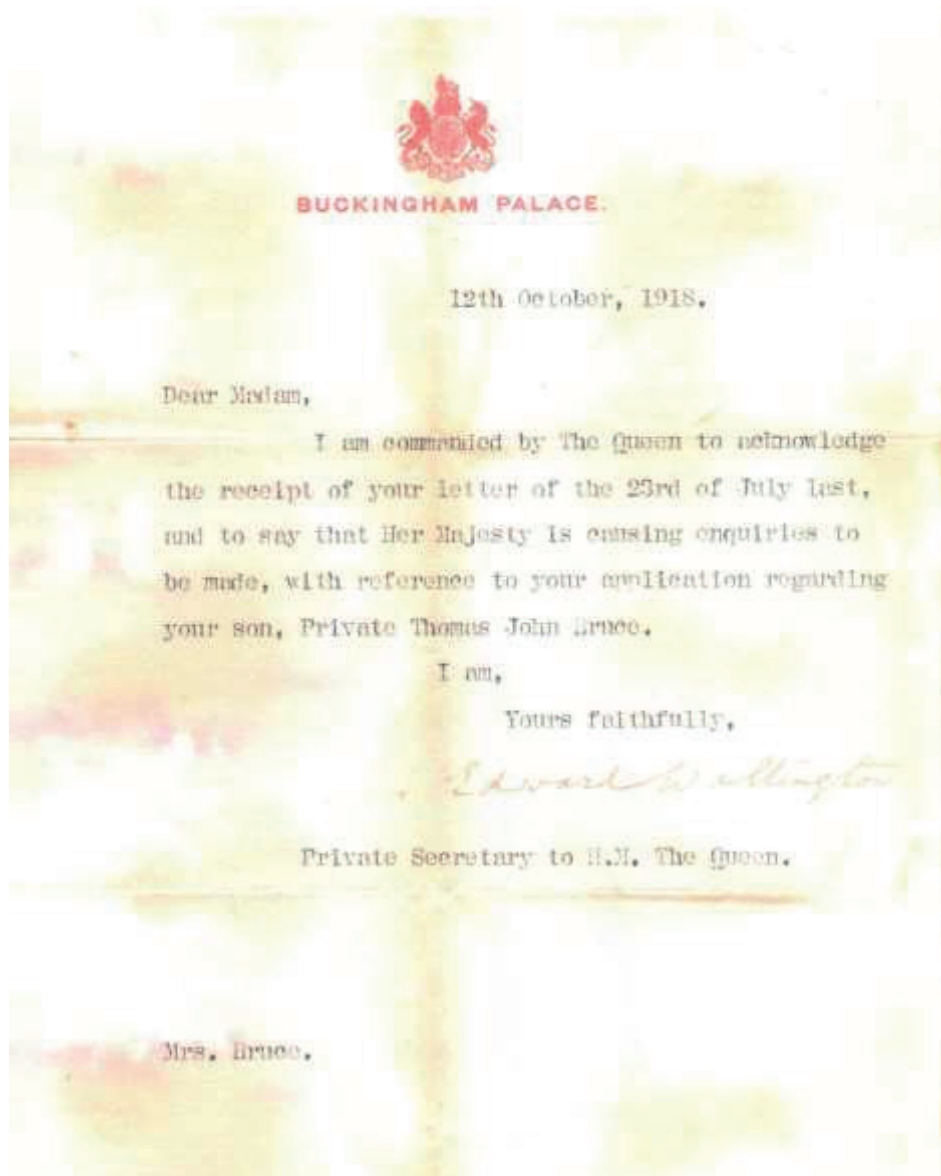 BUCKINGHAM PALACE.
12th October, 1918.
Dear Madam,
I am commanded by The Queen to acknowledge
the receipt of your letter of the 23rd of July last,
and to say that Her Majesty is causing enquiries to
be made, with reference to your application regarding
your son, Private Thomas John Bruce.
I am,
Yours faithfully,
Edward Wallington
Private Secretary to H.M. The Queen.
Mrs. Bruce.